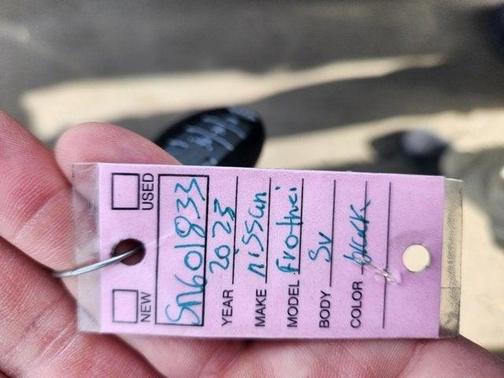 NEW USED
SN601833
YEAR 2023
MAKE nissan
MODEL
BODY Sv
COLOR black